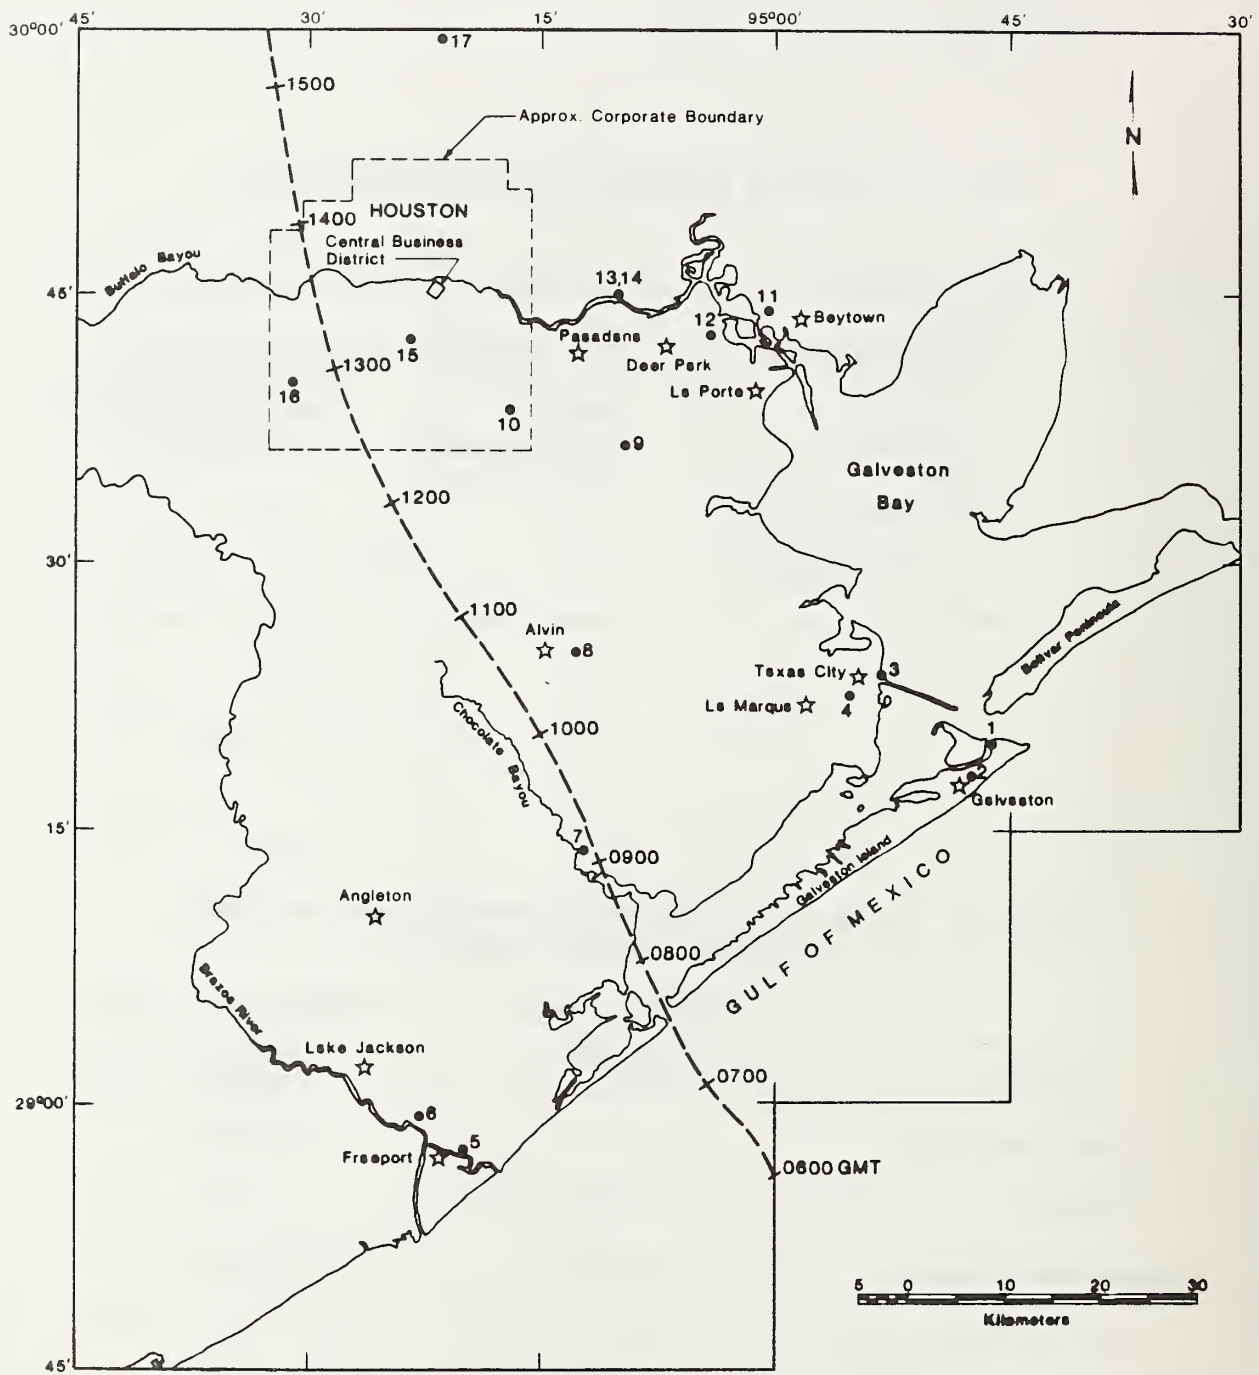 45′ 30′ 15′ 95°00′ 45′ 30′
30°00′
17
1500
Approx. Corporate Boundary
N
HOUSTON
1400
Central Business
District
Buffalo Bayou
45′
13,14
11
12
Baytown
15
Pasadena
Deer Park
1300
La Porte
16
10
9
Galveston
Bay
1200
30′
1100
Alvin
8
Bolivar Peninsula
Texas City
3
La Marque
4
Chocolate
Bayou
1000
1
2
Galveston
15′
7
0900
Galveston Island
GULF OF MEXICO
Angleton
0800
Brazos River
Lake Jackson
0700
29°00′
6
5
Freeport
0600 GMT
5 0 10 20 30
Kilometers
45′